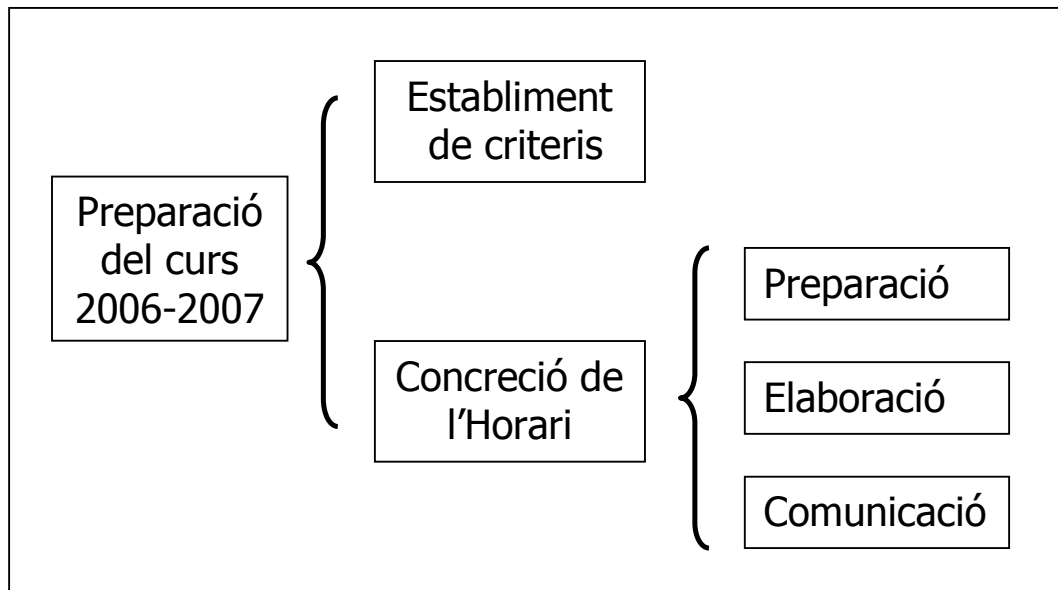 Preparació
del curs
2006-2007
Establiment
de criteris
Concreció de
l'Horari
Preparació
Elaboració
Comunicació